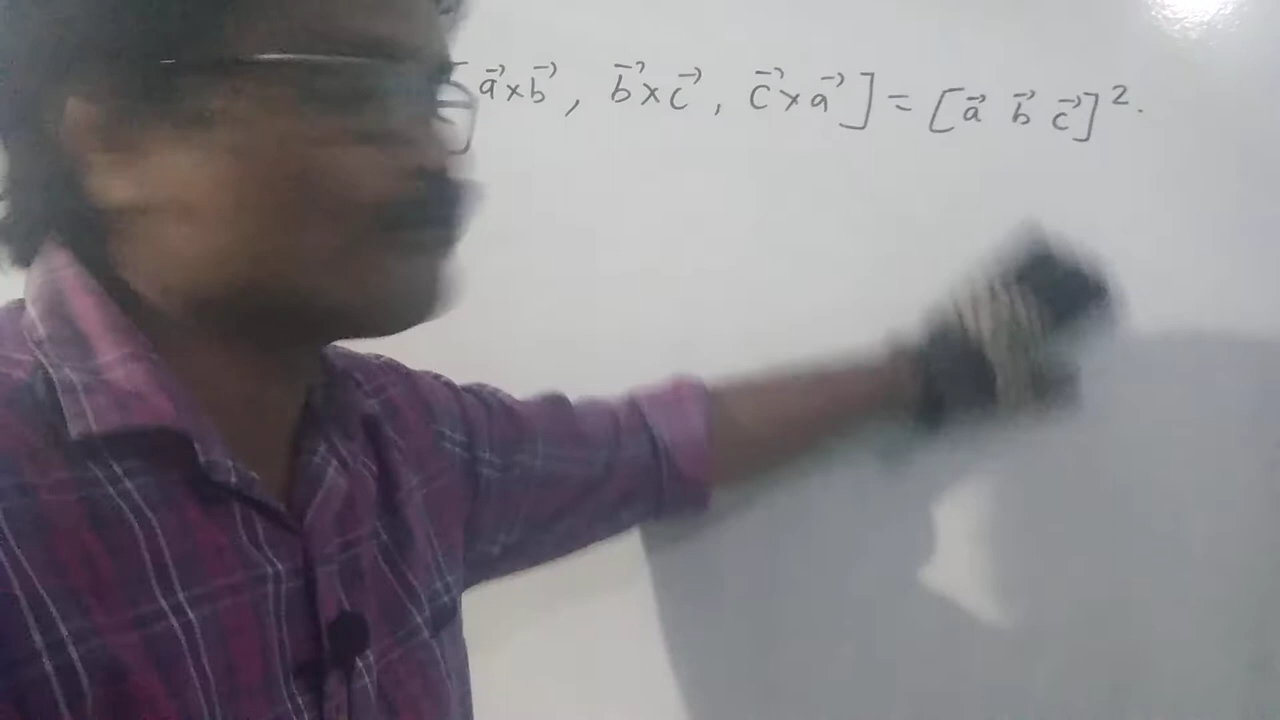 [a⃗×b⃗, b⃗×c⃗, c⃗×a⃗] = [a⃗ b⃗ c⃗]².